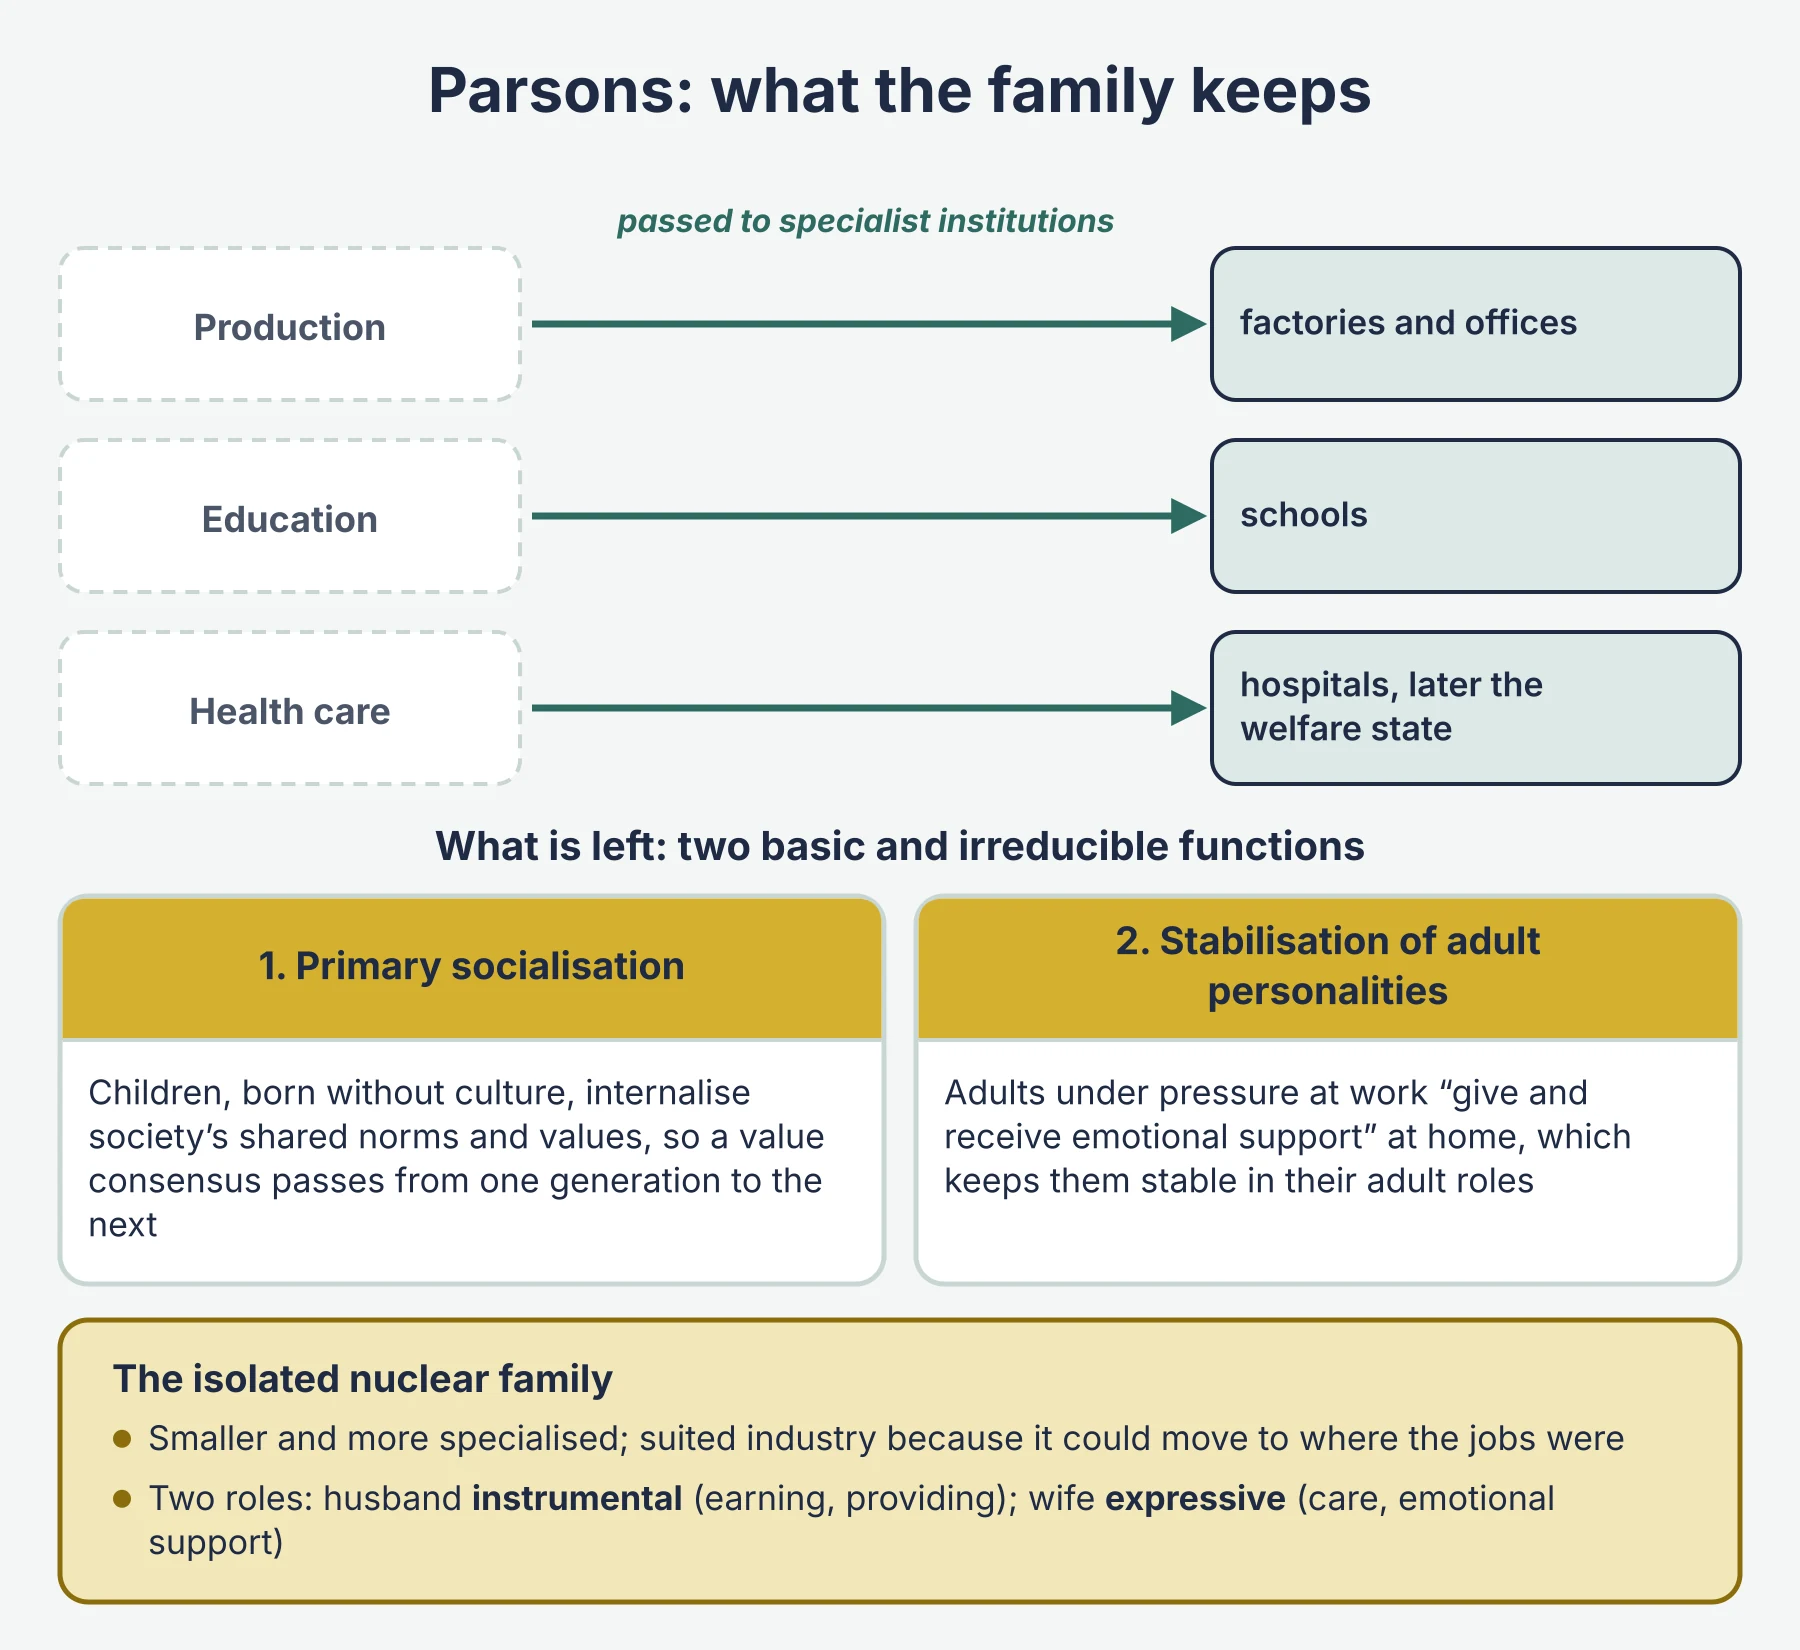 Parsons: what the family keeps
passed to specialist institutions
Production
factories and offices
Education
schools
Health care
hospitals, later the
welfare state
What is left: two basic and irreducible functions
1. Primary socialisation
Children, born without culture, internalise
society’s shared norms and values, so a value
consensus passes from one generation to the
next
2. Stabilisation of adult
personalities
Adults under pressure at work “give and
receive emotional support” at home, which
keeps them stable in their adult roles
The isolated nuclear family
Smaller and more specialised; suited industry because it could move to where the jobs were
Two roles: husband instrumental (earning, providing); wife expressive (care, emotional
support)